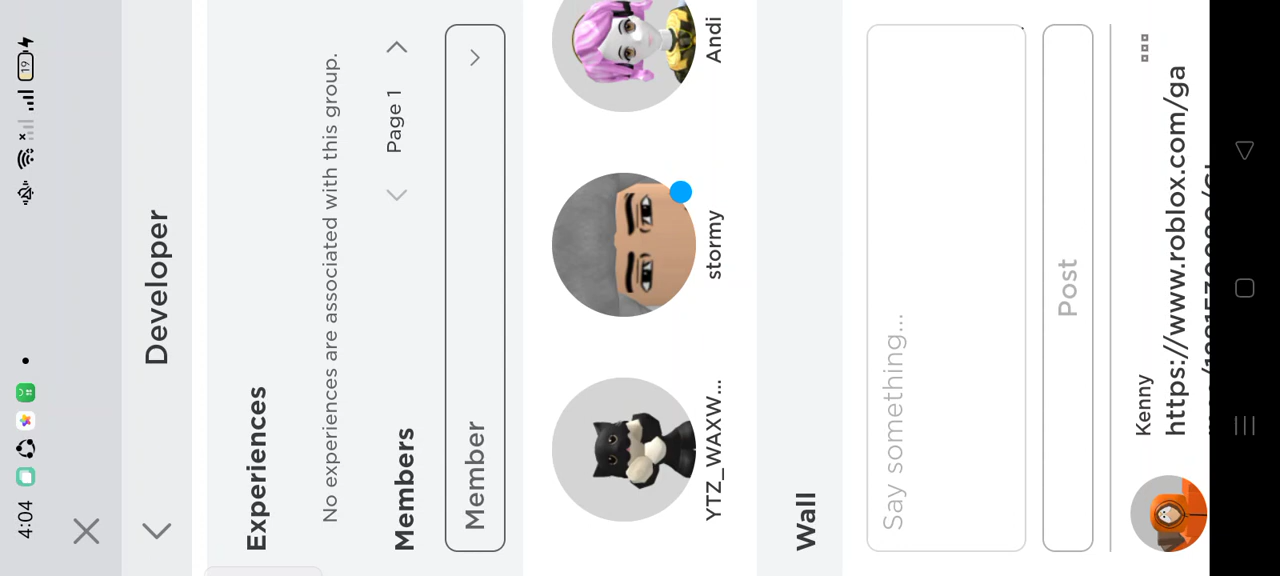 4:04
19
Developer
Experiences
No experiences are associated with this group.
Members
Page 1
Member
YTZ_WAXW...
stormy
Andi
Wall
Say something...
Post
Kenny
https://www.roblox.com/ga